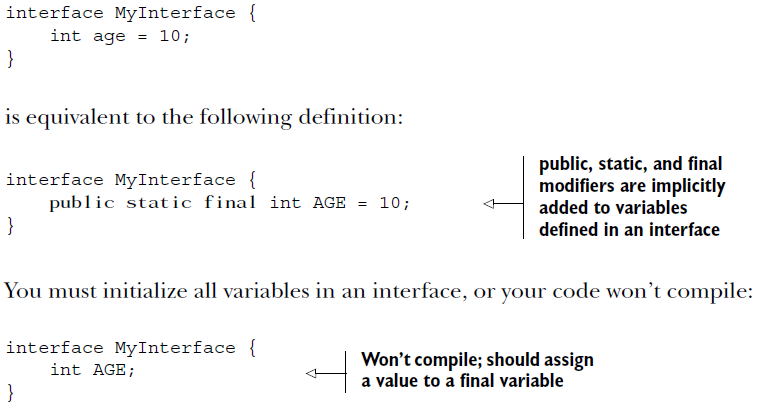 interface MyInterface {
    int age = 10;
}
is equivalent to the following definition:
interface MyInterface {
    public static final int AGE = 10;
}
public, static, and final
modifiers are implicitly
added to variables
defined in an interface
You must initialize all variables in an interface, or your code won’t compile:
interface MyInterface {
    int AGE;
}
Won’t compile; should assign
a value to a final variable